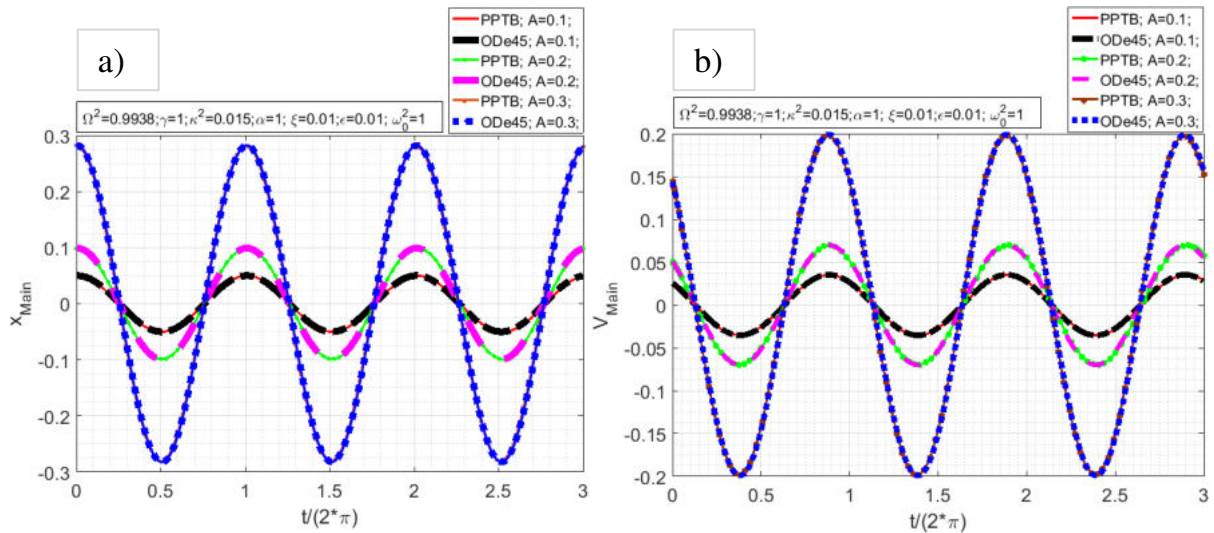 a)
PPTB; A=0.1;
ODe45; A=0.1;
PPTB; A=0.2;
ODe45; A=0.2;
PPTB; A=0.3;
ODe45; A=0.3;
Ω²=0.9938;γ=1;κ²=0.015;α=1; ξ=0.01;ϵ=0.01; ω₀²=1
x_Main
0.3
0.2
0.1
0
-0.1
-0.2
-0.3
0 0.5 1 1.5 2 2.5 3
t/(2*π)
b)
PPTB; A=0.1;
ODe45; A=0.1;
PPTB; A=0.2;
ODe45; A=0.2;
PPTB; A=0.3;
ODe45; A=0.3;
Ω²=0.9938;γ=1;κ²=0.015;α=1; ξ=0.01;ϵ=0.01; ω₀²=1
V_Main
0.2
0.15
0.1
0.05
0
-0.05
-0.1
-0.15
-0.2
0 0.5 1 1.5 2 2.5 3
t/(2*π)